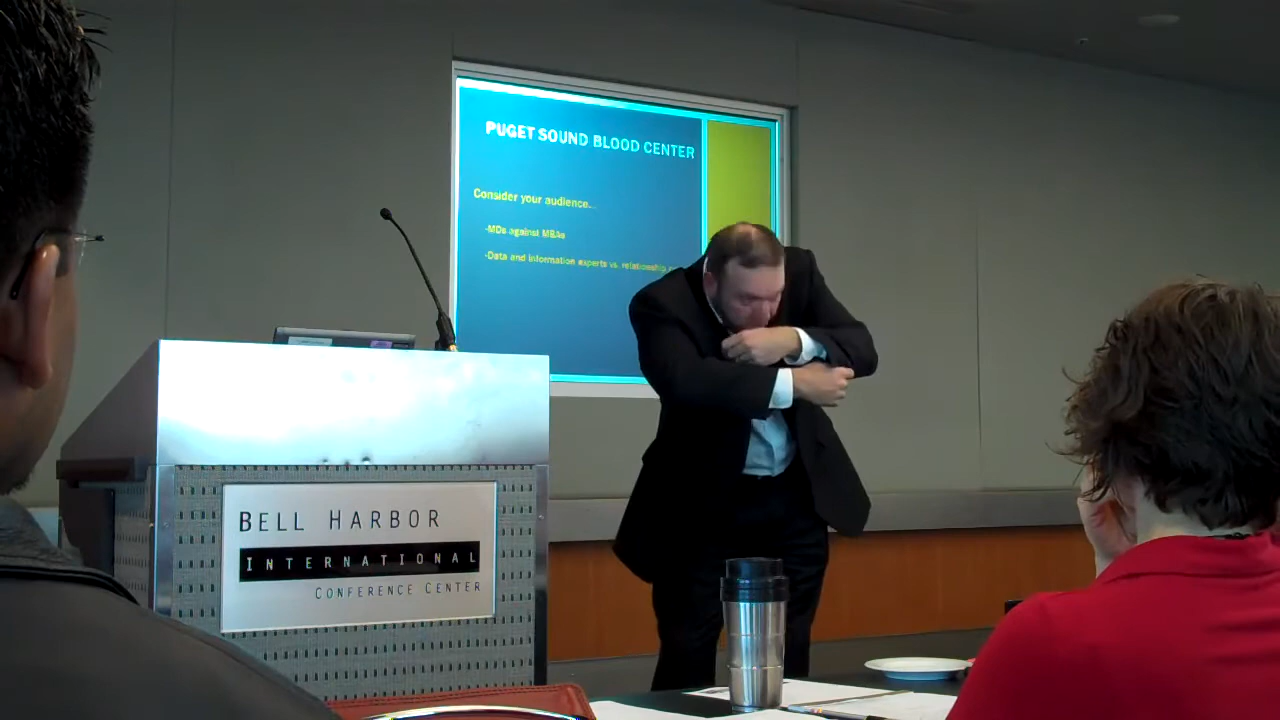 PUGET SOUND BLOOD CENTER
Consider your audience...
-MDs against MBAs
-Data and information experts vs. relationship
BELL HARBOR
INTERNATIONAL
CONFERENCE CENTER